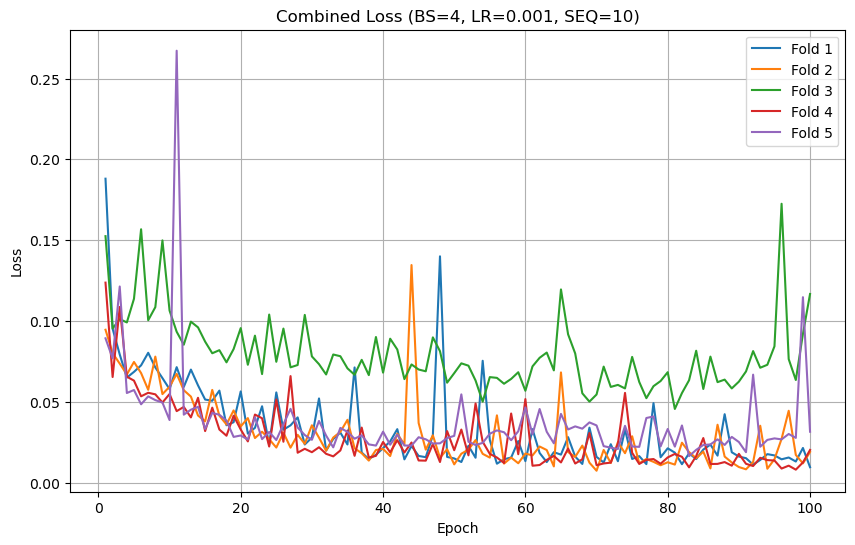 Combined Loss (BS=4, LR=0.001, SEQ=10)
Fold 1
Fold 2
Fold 3
Fold 4
Fold 5
Loss
0.25
0.20
0.15
0.10
0.05
0.00
0
20
40
60
80
100
Epoch